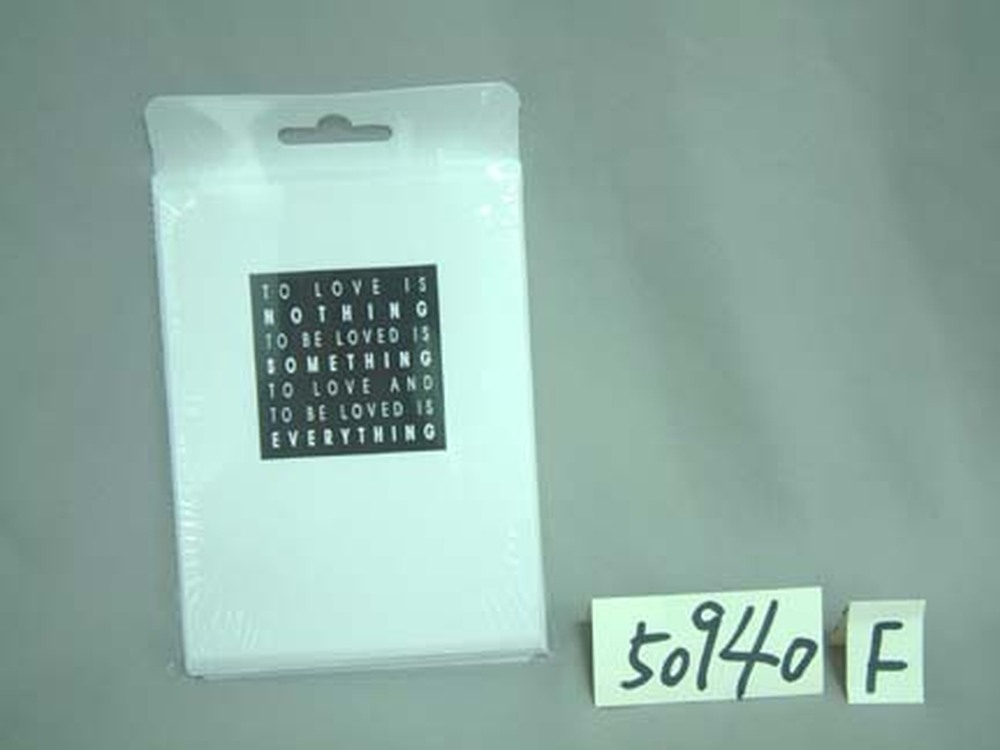 TO LOVE IS
NOTHING
TO BE LOVED IS
SOMETHING
TO LOVE AND
TO BE LOVED IS
EVERYTHING
50940
F